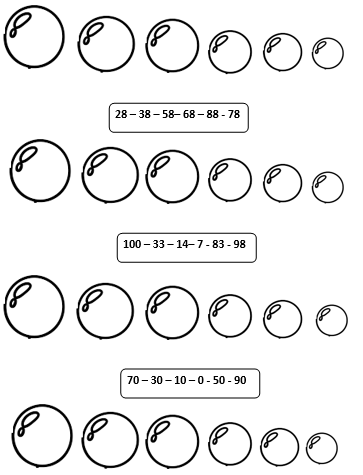 28 – 38 – 58– 68 – 88 - 78
100 – 33 – 14– 7 - 83 - 98
70 – 30 – 10 – 0 - 50 - 90